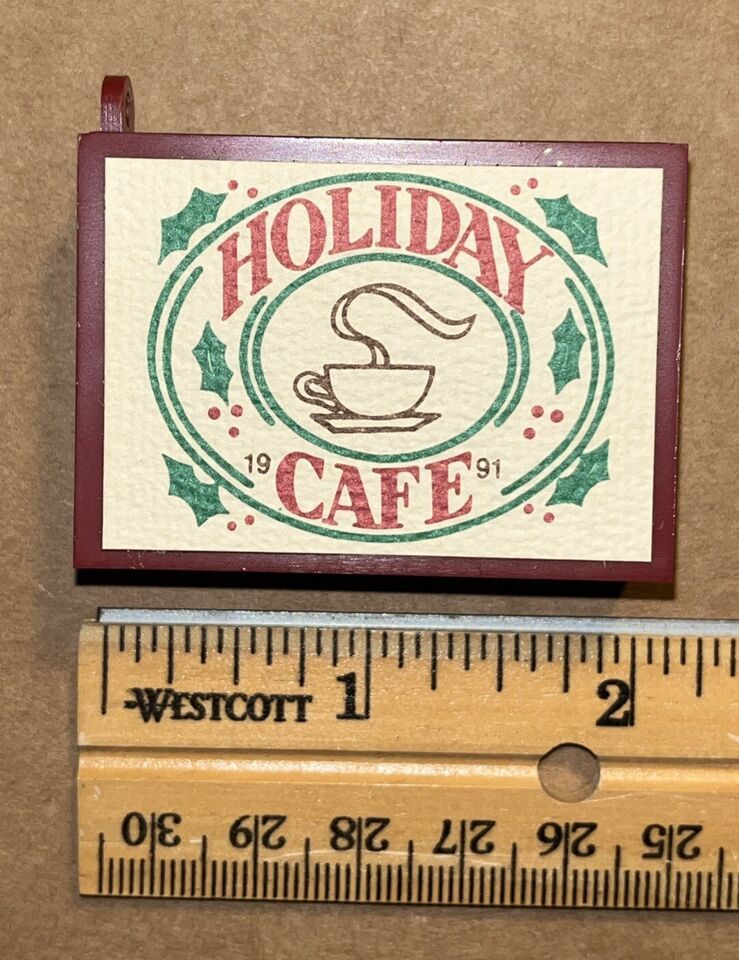 HOLIDAY
19 CAFE 91
WESTCOTT 1 2
30 29 28 27 26 25